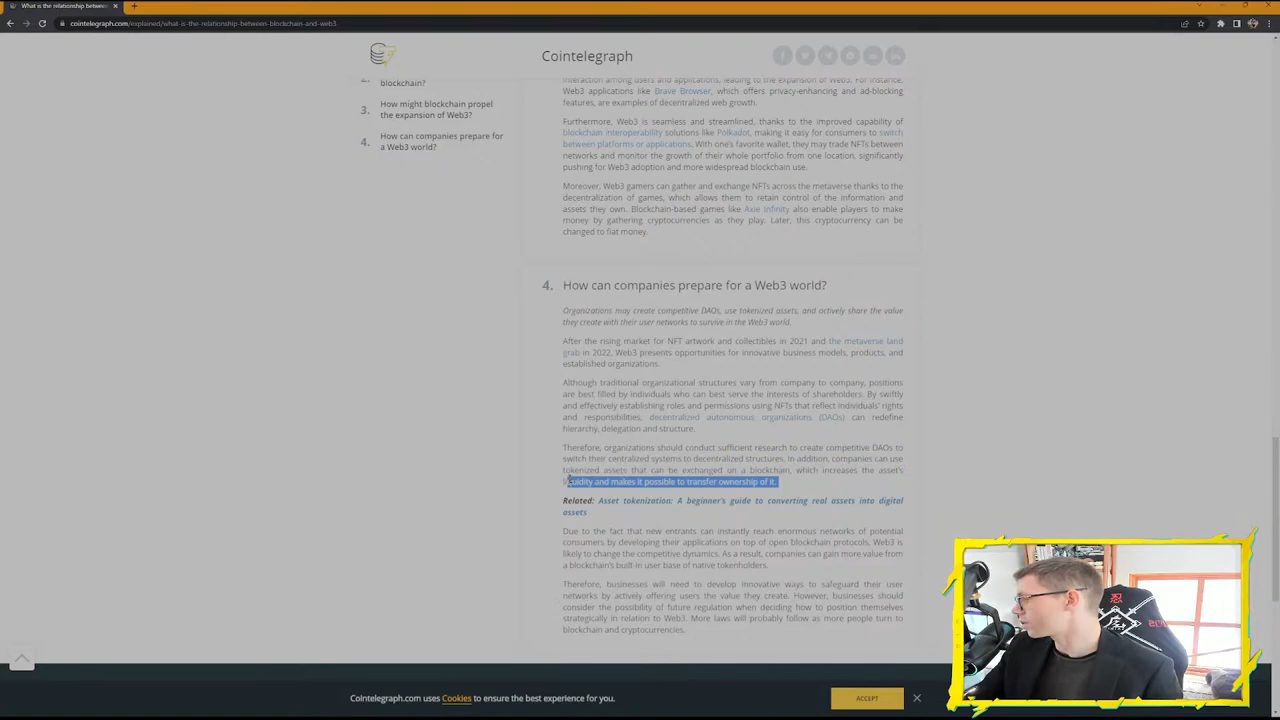 What is the relationship between
cointelegraph.com/explained/what-is-the-relationship-between-blockchain-and-web3
Cointelegraph
2.
blockchain?
3. How might blockchain propel
the expansion of Web3?
4. How can companies prepare for
a Web3 world?
interaction among users and applications, leading to the expansion of Web3. For instance,
Web3 applications like Brave Browser, which offers privacy-enhancing and ad-blocking
features, are examples of decentralized web growth.
Furthermore, Web3 is seamless and streamlined, thanks to the improved capability of
blockchain interoperability solutions like Polkadot, making it easy for consumers to switch
between platforms or applications. With one's favorite wallet, they may trade NFTs between
networks and monitor the growth of their whole portfolio from one location, significantly
pushing for Web3 adoption and more widespread blockchain use.
Moreover, Web3 gamers can gather and exchange NFTs across the metaverse thanks to the
decentralization of games, which allows them to retain control of the information and
assets they own. Blockchain-based games like Axie Infinity also enable players to make
money by gathering cryptocurrencies as they play. Later, this cryptocurrency can be
changed to fiat money.
4. How can companies prepare for a Web3 world?
Organizations may create competitive DAOs, use tokenized assets, and actively share the value
they create with their user networks to survive in the Web3 world.
After the rising market for NFT artwork and collectibles in 2021 and the metaverse land
grab in 2022, Web3 presents opportunities for innovative business models, products, and
established organizations.
Although traditional organizational structures vary from company to company, positions
are best filled by individuals who can best serve the interests of shareholders. By swiftly
and effectively establishing roles and permissions using NFTs that reflect individuals' rights
and responsibilities, decentralized autonomous organizations (DAOs) can redefine
hierarchy, delegation and structure.
Therefore, organizations should conduct sufficient research to create competitive DAOs to
switch their centralized systems to decentralized structures. In addition, companies can use
tokenized assets that can be exchanged on a blockchain, which increases the asset's
liquidity and makes it possible to transfer ownership of it.
Related: Asset tokenization: A beginner's guide to converting real assets into digital
assets
Due to the fact that new entrants can instantly reach enormous networks of potential
consumers by developing their applications on top of open blockchain protocols, Web3 is
likely to change the competitive dynamics. As a result, companies can gain more value from
a blockchain's built-in user base of native tokenholders.
Therefore, businesses will need to develop innovative ways to safeguard their user
networks by actively offering users the value they create. However, businesses should
consider the possibility of future regulation when deciding how to position themselves
strategically in relation to Web3. More laws will probably follow as more people turn to
blockchain and cryptocurrencies.
Cointelegraph.com uses Cookies to ensure the best experience for you.
ACCEPT